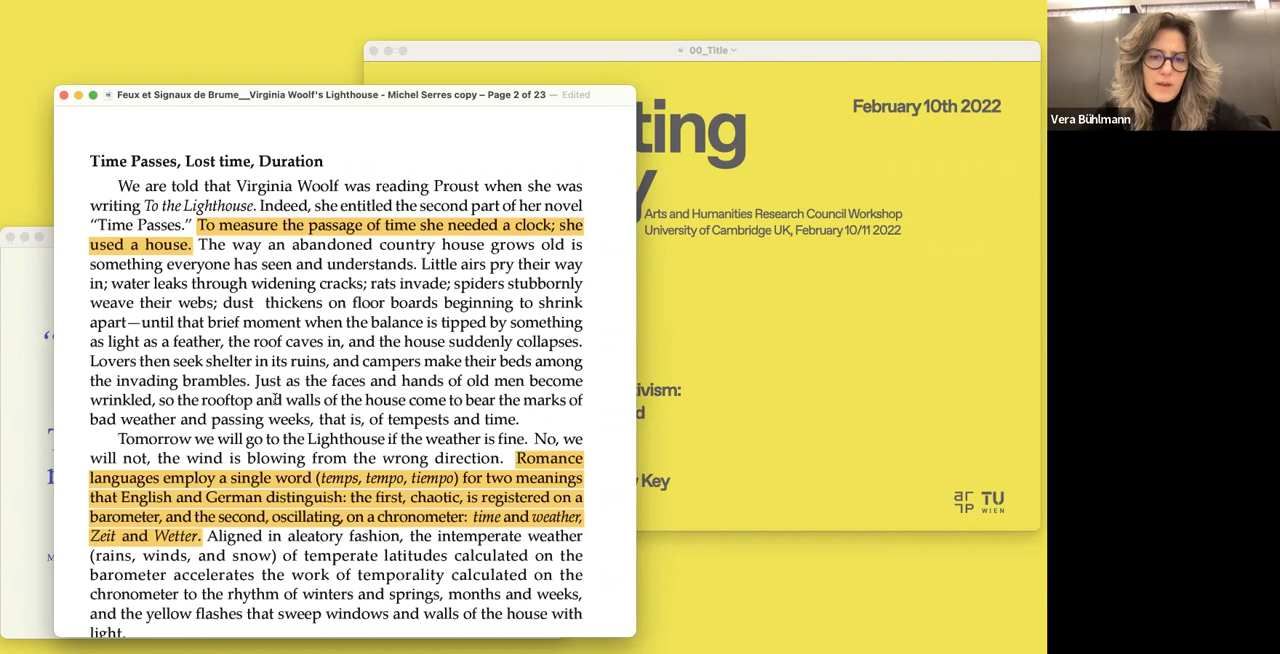 00_Title
ting
February 10th 2022
Vera Bühlmann
Arts and Humanities Research Council Workshop
University of Cambridge UK, February 10/11 2022
tivism:
d
Key
ar
TU
WIEN
Feux et Signaux de Brume__Virginia Woolf's Lighthouse - Michel Serres copy – Page 2 of 23 — Edited
Time Passes, Lost time, Duration
We are told that Virginia Woolf was reading Proust when she was
writing To the Lighthouse. Indeed, she entitled the second part of her novel
“Time Passes.” To measure the passage of time she needed a clock; she
used a house. The way an abandoned country house grows old is
something everyone has seen and understands. Little airs pry their way
in; water leaks through widening cracks; rats invade; spiders stubbornly
weave their webs; dust thickens on floor boards beginning to shrink
apart—until that brief moment when the balance is tipped by something
as light as a feather, the roof caves in, and the house suddenly collapses.
Lovers then seek shelter in its ruins, and campers make their beds among
the invading brambles. Just as the faces and hands of old men become
wrinkled, so the rooftop and walls of the house come to bear the marks of
bad weather and passing weeks, that is, of tempests and time.
Tomorrow we will go to the Lighthouse if the weather is fine. No, we
will not, the wind is blowing from the wrong direction. Romance
languages employ a single word (temps, tempo, tiempo) for two meanings
that English and German distinguish: the first, chaotic, is registered on a
barometer, and the second, oscillating, on a chronometer: time and weather,
Zeit and Wetter. Aligned in aleatory fashion, the intemperate weather
(rains, winds, and snow) of temperate latitudes calculated on the
barometer accelerates the work of temporality calculated on the
chronometer to the rhythm of winters and springs, months and weeks,
and the yellow flashes that sweep windows and walls of the house with
light.